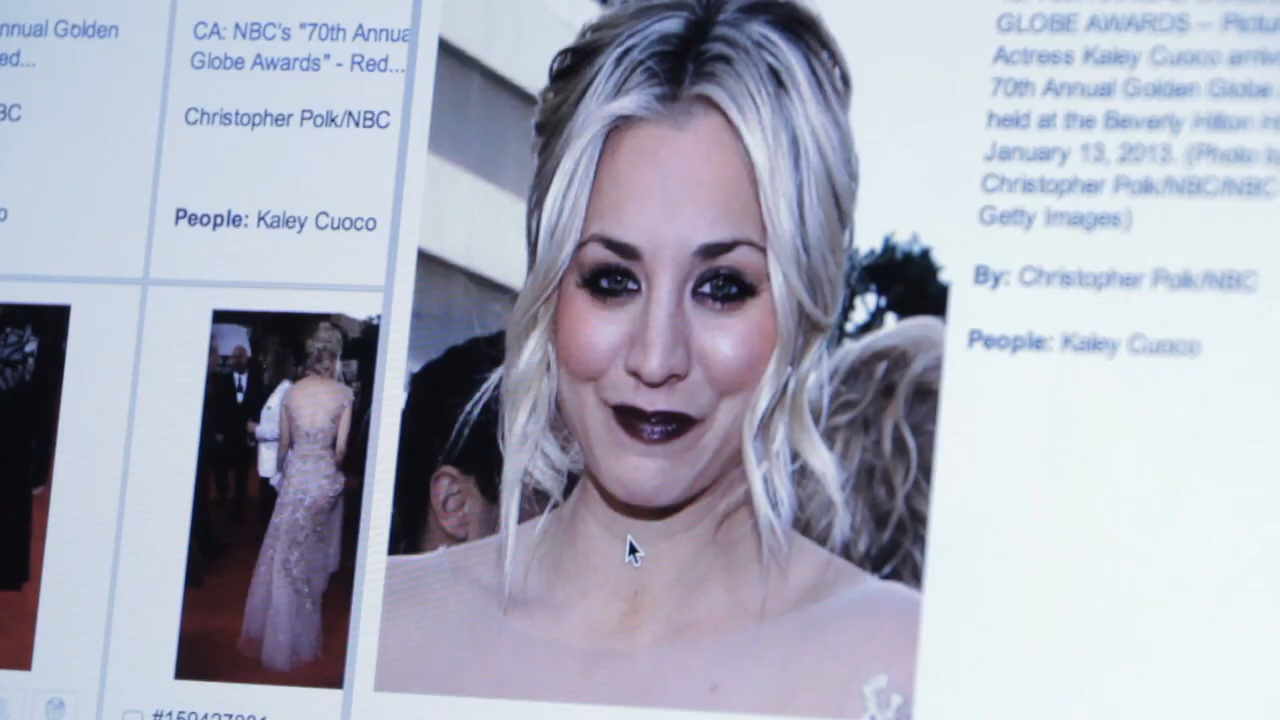 nnual Golden
ed...
BC
CA: NBC's "70th Annua
Globe Awards" - Red...
Christopher Polk/NBC
People: Kaley Cuoco
GLOBE AWARDS -- Pictu
Actress Kaley Cuoco arriv
70th Annual Golden Globe
held at the Beverly Hilton H
January 13, 2013. (Photo b
Christopher Polk/NBC/NBC
Getty Images)
By: Christopher Polk/NBC
People: Kaley Cuoco